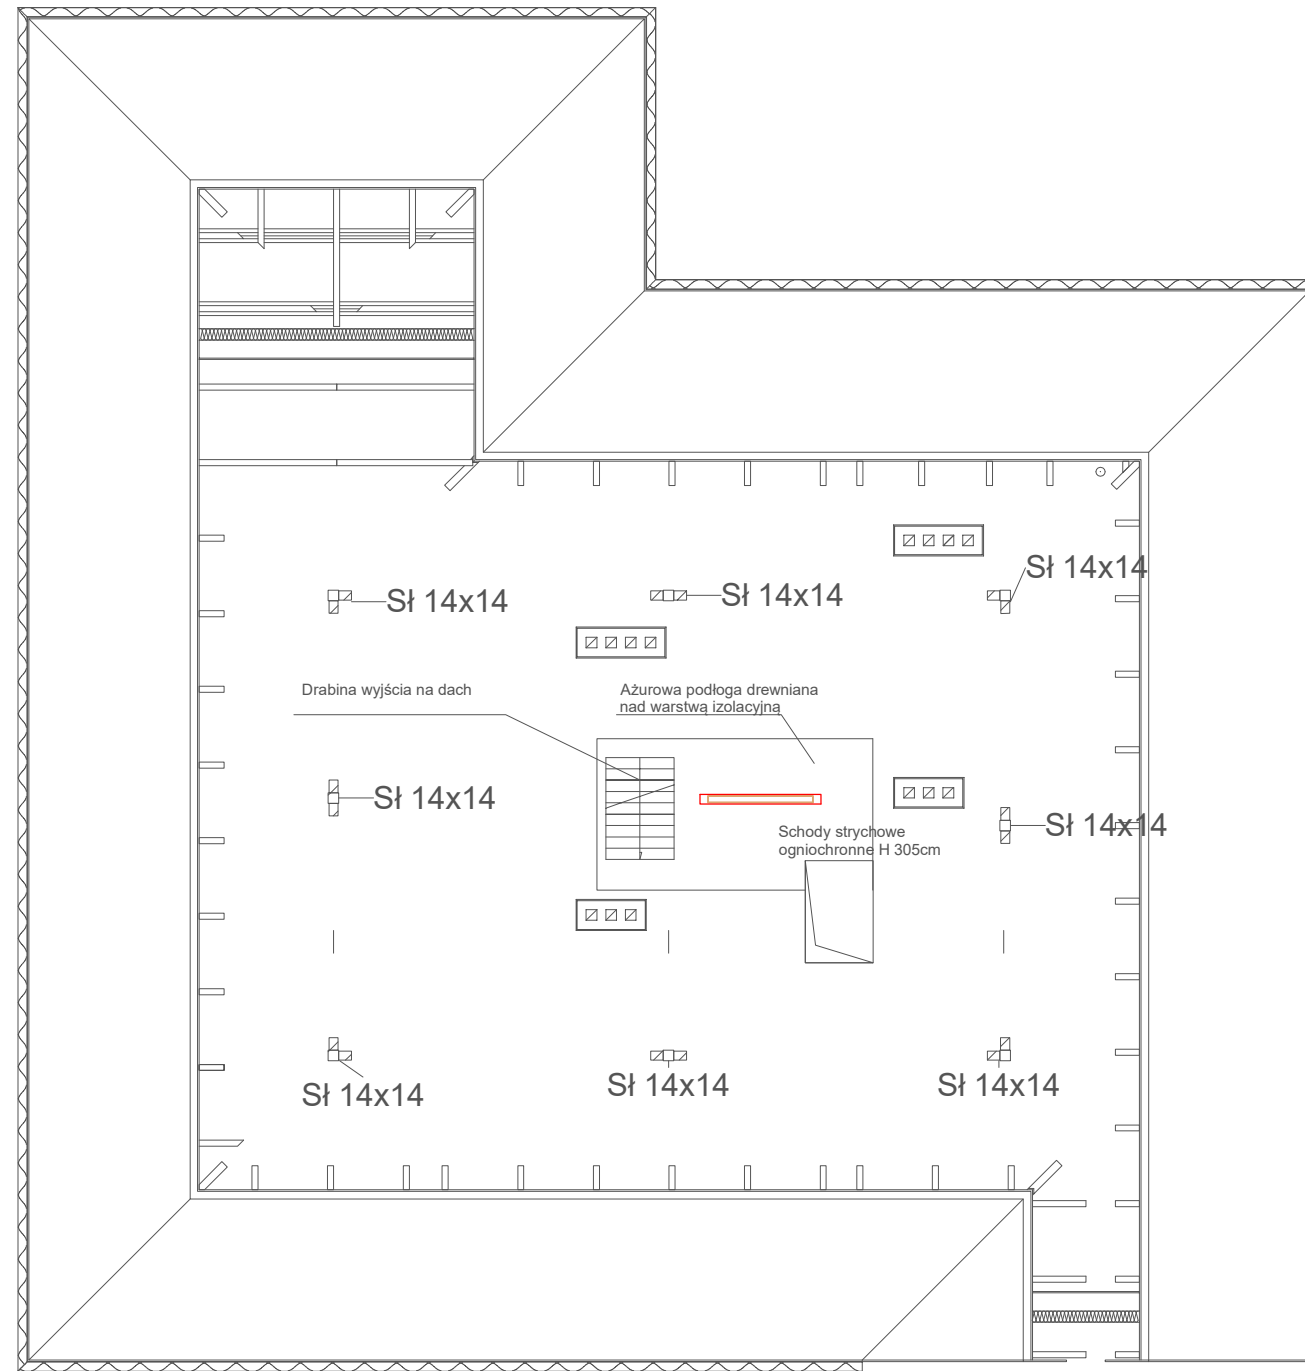 Sł 14x14
Sł 14x14
Sł 14x14
Drabina wyjścia na dach
Ażurowa podłoga drewniana
nad warstwą izolacyjną
Sł 14x14
Sł 14x14
Schody strychowe
ogniochronne H 305cm
Sł 14x14
Sł 14x14
Sł 14x14